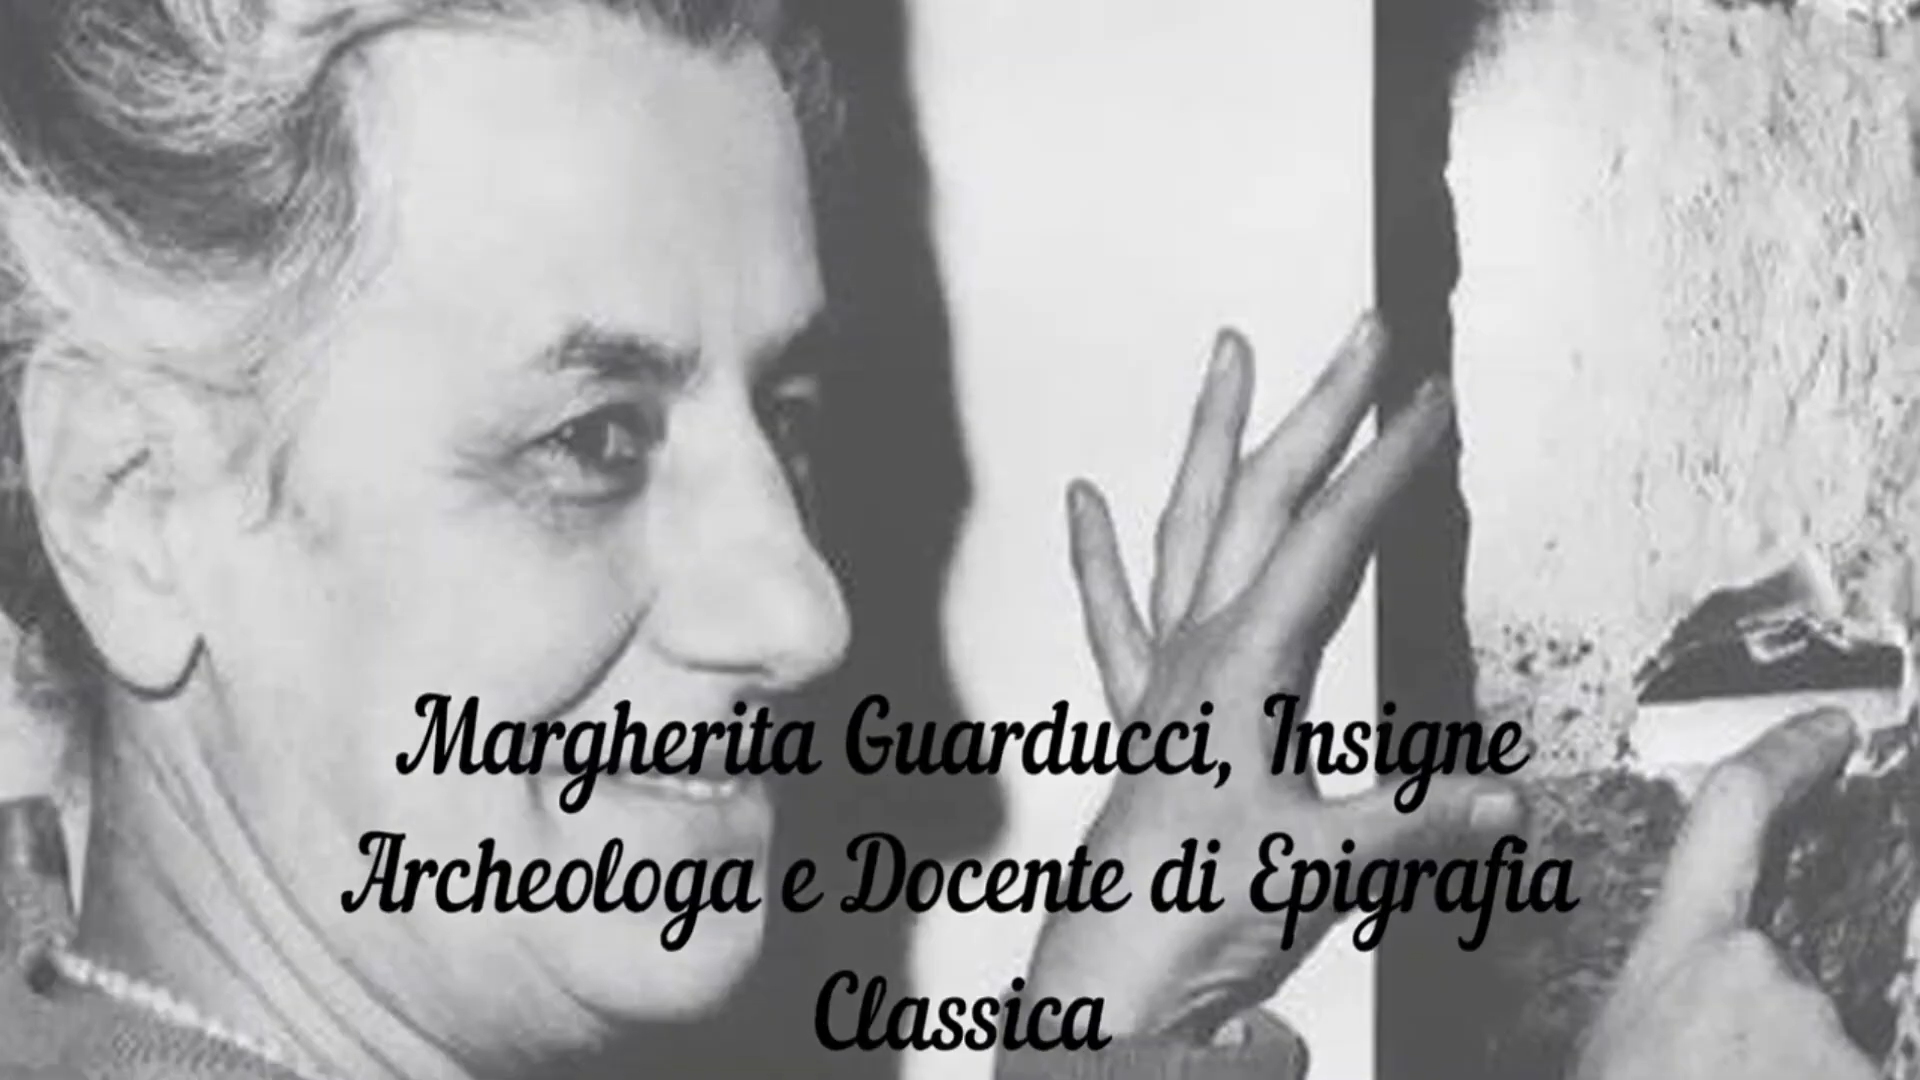 Margherita Guarducci, Insigne
Archeologa e Docente di Epigrafia
Classica